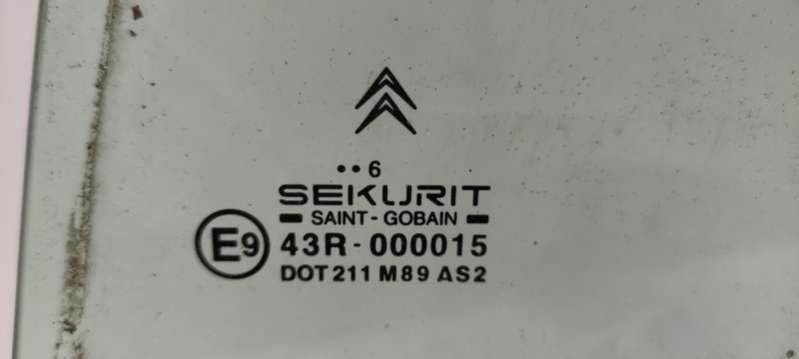 ••6
SEKURIT
SAINT-GOBAIN
E9 43R-000015
DOT 211 M89 AS2